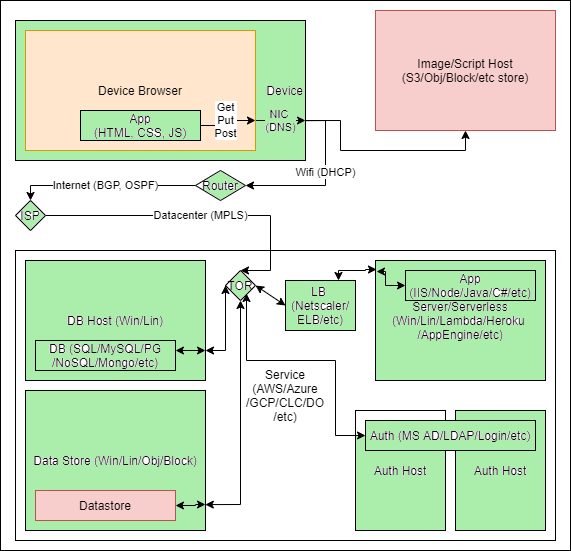 Image/Script Host
(S3/Obj/Block/etc store)
Device Browser
Device
App
(HTML, CSS, JS)
Get
Put
Post
NIC
(DNS)
Wifi (DHCP)
Router
Internet (BGP, OSPF)
ISP
Datacenter (MPLS)
TOR
DB Host (Win/Lin)
DB (SQL/MySQL/PG
/NoSQL/Mongo/etc)
LB
(Netscaler/
ELB/etc)
App
(IIS/Node/Java/C#/etc)
Server/Serverless
(Win/Lin/Lambda/Heroku
/AppEngine/etc)
Service
(AWS/Azure
/GCP/CLC/DO
/etc)
Data Store (Win/Lin/Obj/Block)
Datastore
Auth (MS AD/LDAP/Login/etc)
Auth Host
Auth Host